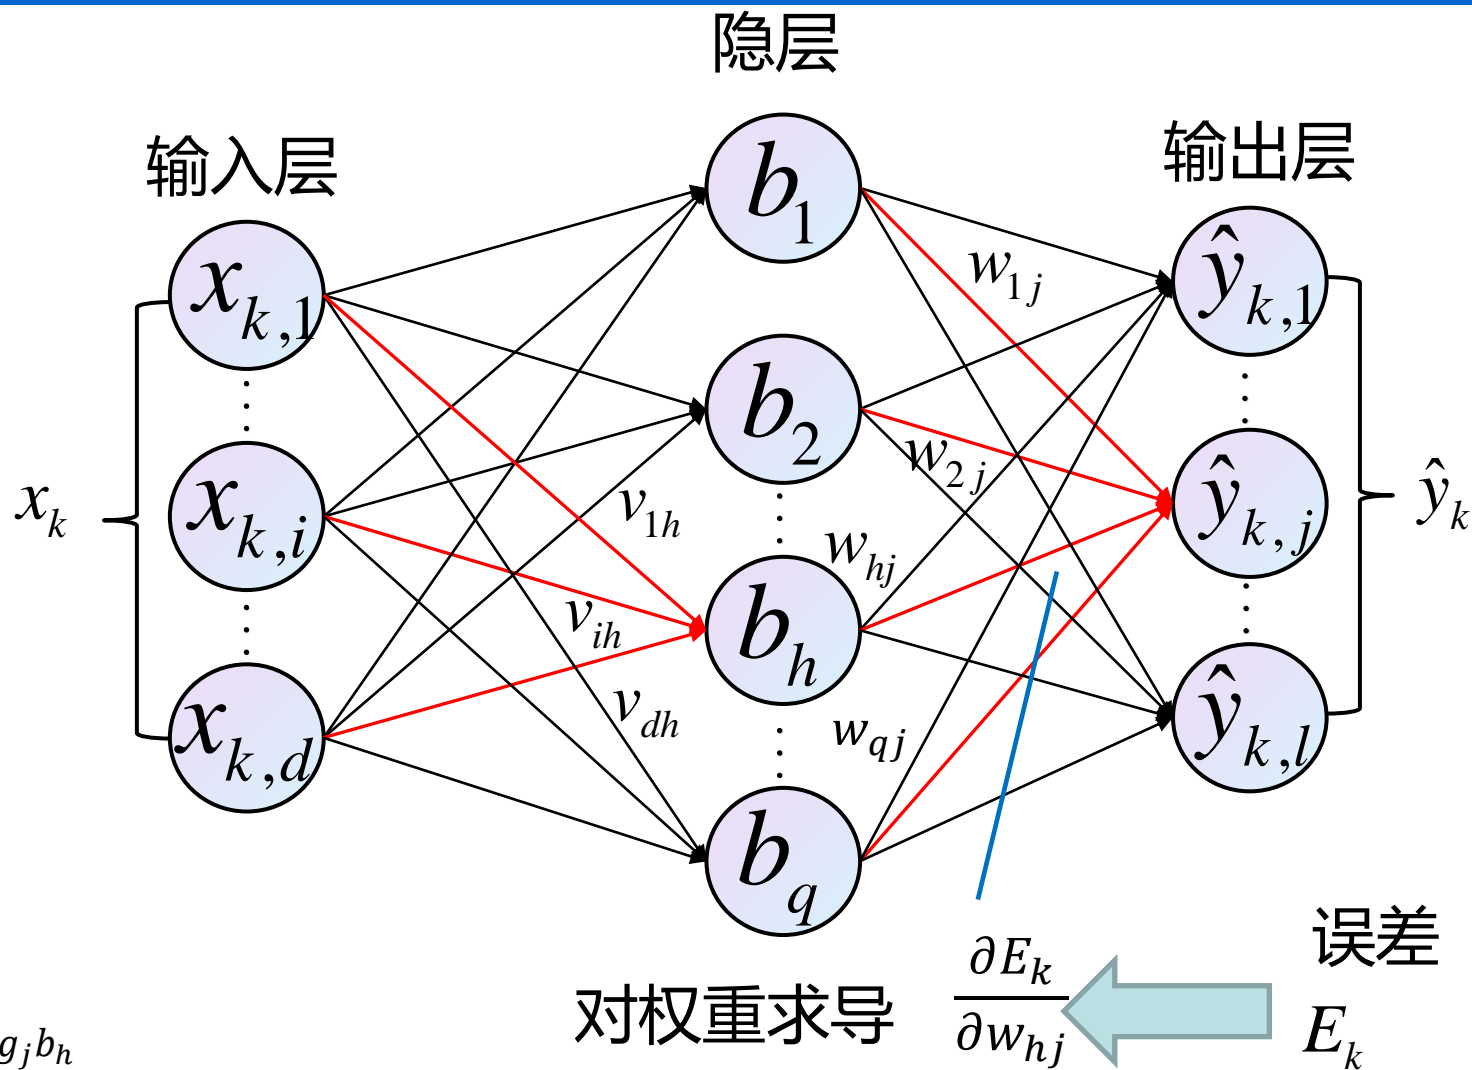 隐层
输入层
输出层
b_1
x_{k,1}
ŷ_{k,1}
w_{1j}
b_2
w_{2j}
x_k
x_{k,i}
v_{1h}
ŷ_{k,j}
ŷ_k
w_{hj}
v_{ih}
b_h
x_{k,d}
v_{dh}
w_{qj}
ŷ_{k,l}
b_q
误差
E_k
对权重求导 ∂E_k/∂w_{hj}
g_j b_h